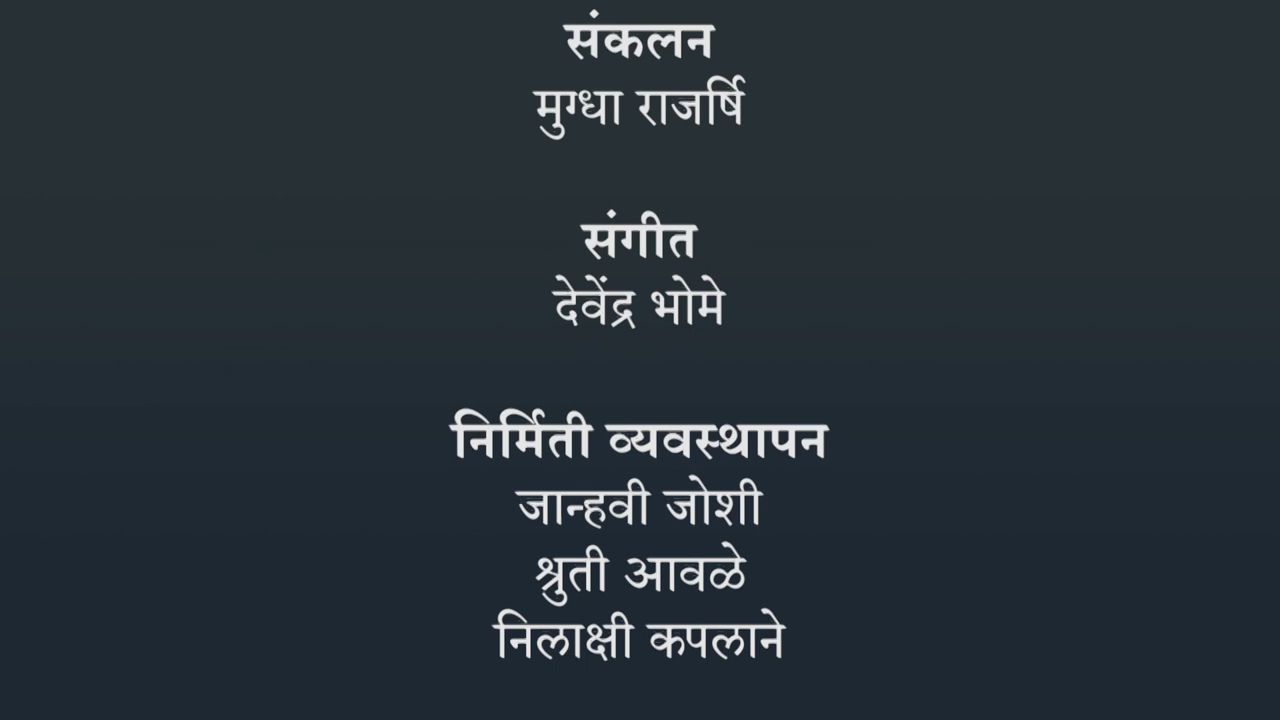 संकलन
मुग्धा राजर्षि
संगीत
देवेंद्र भोमे
निर्मिती व्यवस्थापन
जान्हवी जोशी
श्रुती आवळे
निलाक्षी कपलाने